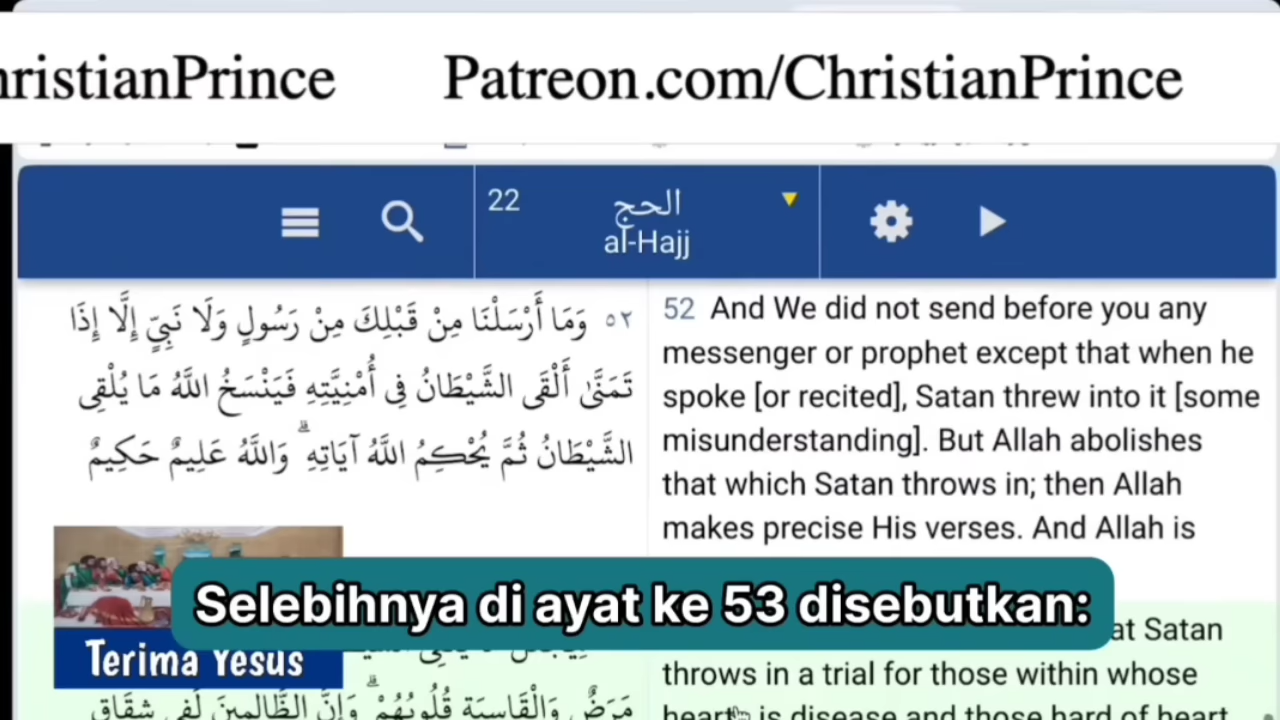 hristianPrince Patreon.com/ChristianPrince
22
الحج
al-Hajj
٥٢ وَمَا أَرْسَلْنَا مِنْ قَبْلِكَ مِنْ رَسُولٍ وَلَا نَبِيٍّ إِلَّا إِذَا
تَمَنَّىٰ أَلْقَى الشَّيْطَانُ فِي أُمْنِيَّتِهِ فَيَنْسَخُ اللَّهُ مَا يُلْقِي
الشَّيْطَانُ ثُمَّ يُحْكِمُ اللَّهُ آيَاتِهِ ۗ وَاللَّهُ عَلِيمٌ حَكِيمٌ
52 And We did not send before you any
messenger or prophet except that when he
spoke [or recited], Satan threw into it [some
misunderstanding]. But Allah abolishes
that which Satan throws in; then Allah
makes precise His verses. And Allah is
Selebihnya di ayat ke 53 disebutkan:
Terima Yesus
مَرَضٌ وَالْقَاسِيَةِ قُلُوبُهُمْ ۗ وَإِنَّ الظَّالِمِينَ لَفِي شِقَاقٍ
at Satan
throws in a trial for those within whose
is disease and those hard of heart